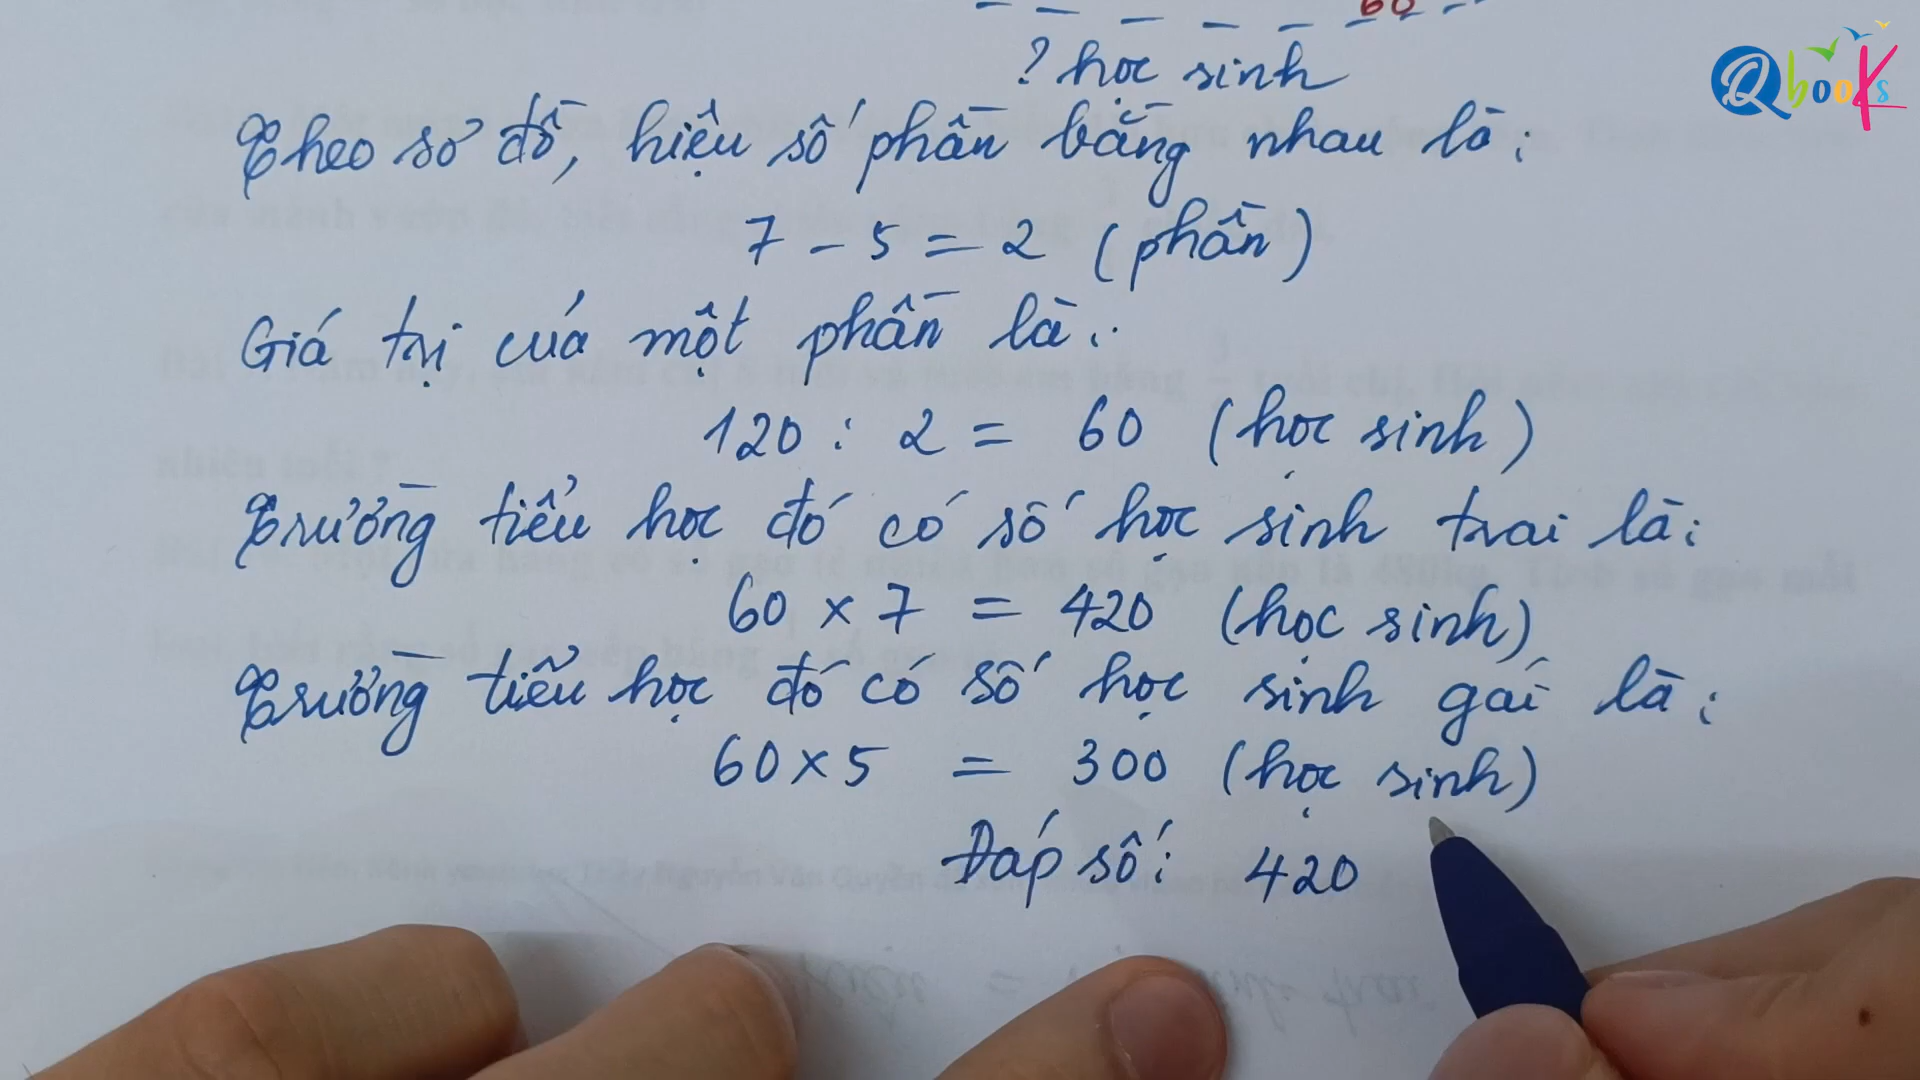 60
? học sinh
Qbooks
Theo sơ đồ, hiệu số phần bằng nhau là:
7 - 5 = 2 (phần)
Giá trị của một phần là:
120 : 2 = 60 (học sinh)
Trường tiểu học đó có số học sinh trai là:
60 x 7 = 420 (học sinh)
Trường tiểu học đó có số học sinh gái là:
60 x 5 = 300 (học sinh)
Đáp số: 420